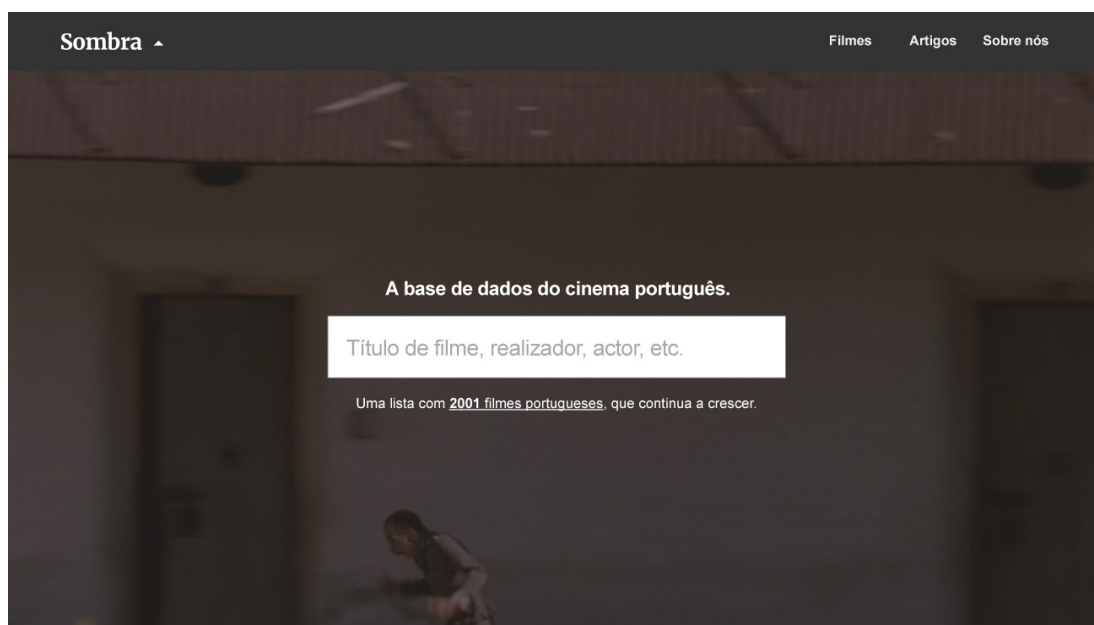 Sombra
Filmes Artigos Sobre nós
A base de dados do cinema português.
Título de filme, realizador, actor, etc.
Uma lista com 2001 filmes portugueses, que continua a crescer.